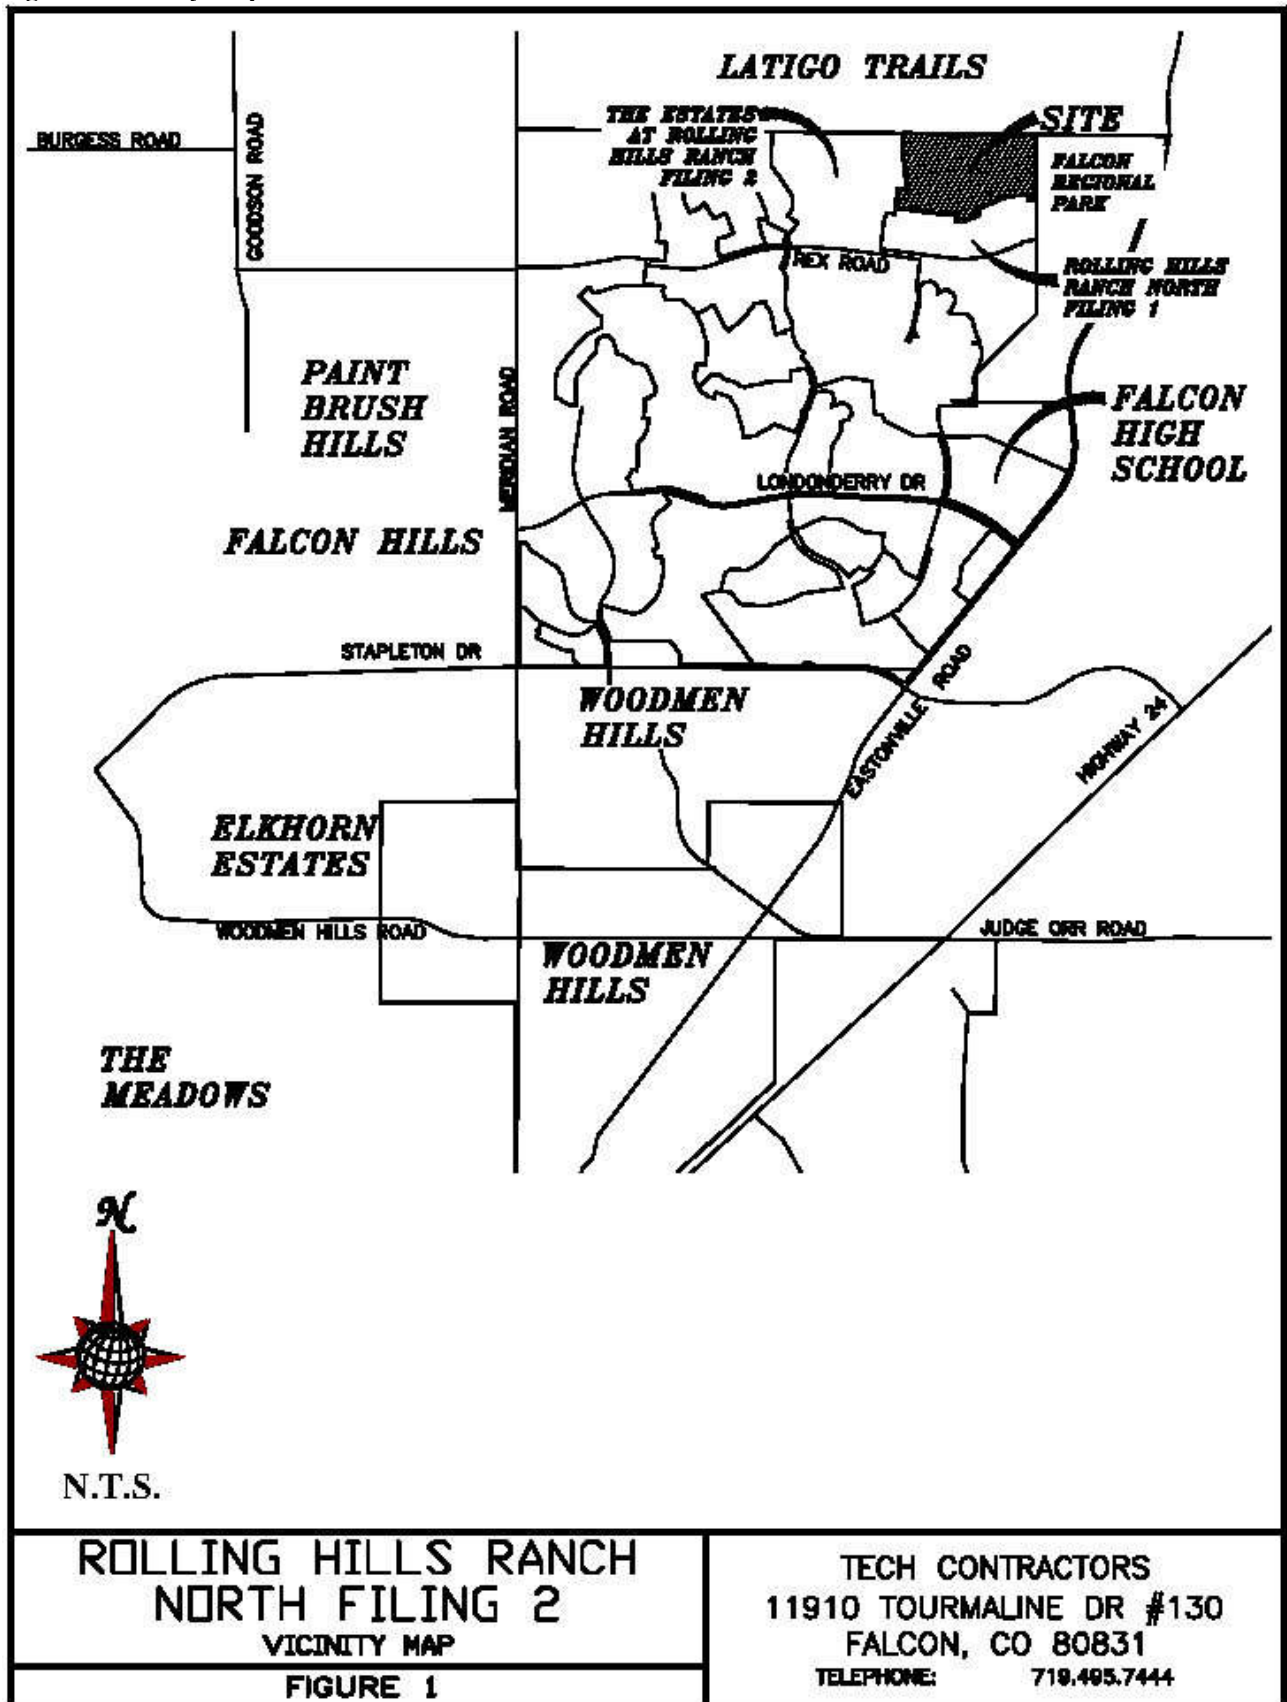 LATIGO TRAILS
THE ESTATES
AT ROLLING
HILLS RANCH
FILING 2
SITE
BURGESS ROAD
GOODSON ROAD
FALCON
REGIONAL
PARK
REX ROAD
ROLLING HILLS
RANCH NORTH
FILING 1
PAINT
BRUSH
HILLS
MERIDIAN ROAD
FALCON
HIGH
SCHOOL
LONDONDERRY DR
FALCON HILLS
STAPLETON DR
WOODMEN
HILLS
EASTONVILLE ROAD
HIGHWAY 24
ELKHORN
ESTATES
WOODMEN HILLS ROAD
JUDGE ORR ROAD
WOODMEN
HILLS
THE
MEADOWS
N
N.T.S.
ROLLING HILLS RANCH
NORTH FILING 2
VICINITY MAP
FIGURE 1
TECH CONTRACTORS
11910 TOURMALINE DR #130
FALCON, CO 80831
TELEPHONE: 719.495.7444